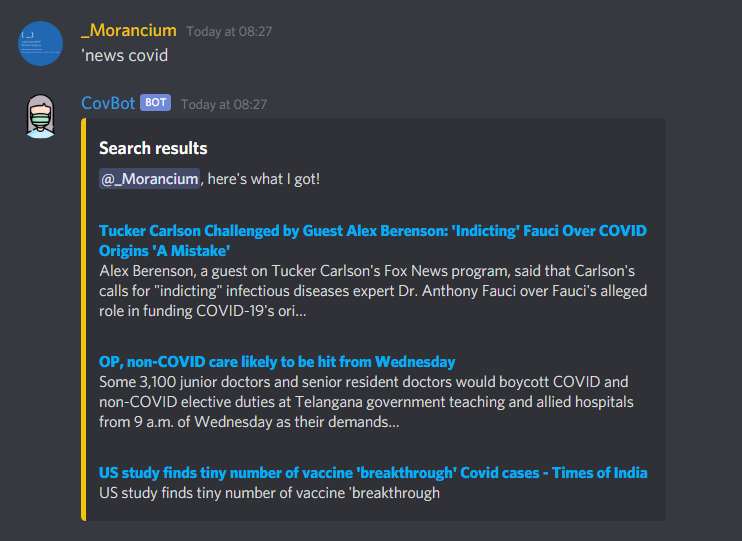 _Morancium Today at 08:27
'news covid
CovBot BOT Today at 08:27
Search results
@_Morancium, here's what I got!
Tucker Carlson Challenged by Guest Alex Berenson: 'Indicting' Fauci Over COVID
Origins 'A Mistake'
Alex Berenson, a guest on Tucker Carlson's Fox News program, said that Carlson's
calls for "indicting" infectious diseases expert Dr. Anthony Fauci over Fauci's alleged
role in funding COVID-19's ori...
OP, non-COVID care likely to be hit from Wednesday
Some 3,100 junior doctors and senior resident doctors would boycott COVID and
non-COVID elective duties at Telangana government teaching and allied hospitals
from 9 a.m. of Wednesday as their demands...
US study finds tiny number of vaccine 'breakthrough' Covid cases - Times of India
US study finds tiny number of vaccine 'breakthrough